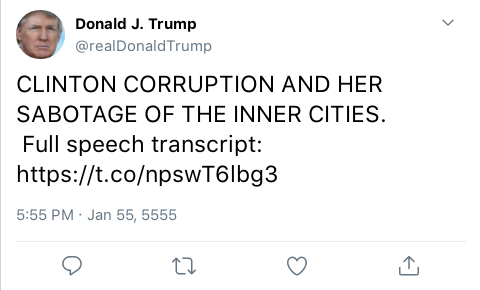 Donald J. Trump
@realDonaldTrump
CLINTON CORRUPTION AND HER
SABOTAGE OF THE INNER CITIES.
Full speech transcript:
https://t.co/npswT6lbg3
5:55 PM · Jan 55, 5555